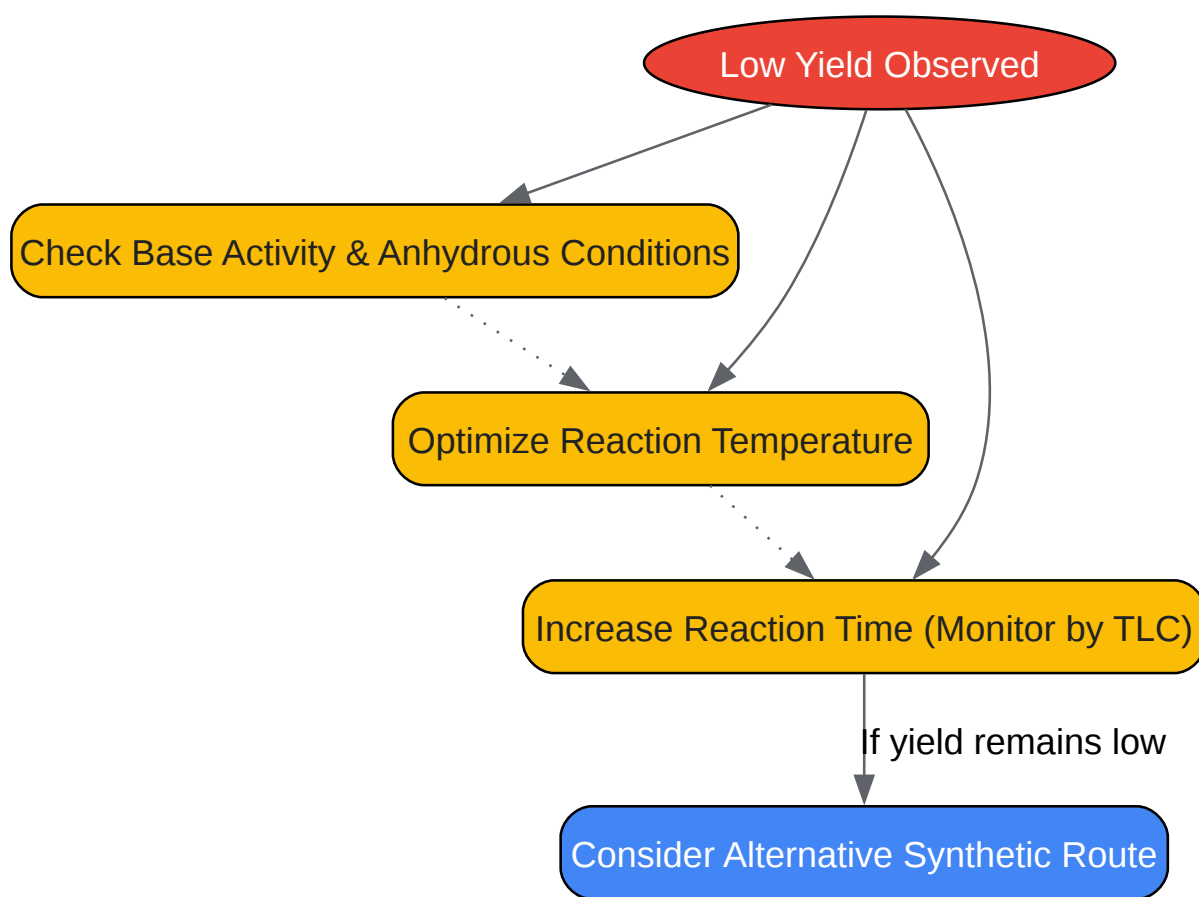 Low Yield Observed
Check Base Activity & Anhydrous Conditions
Optimize Reaction Temperature
Increase Reaction Time (Monitor by TLC)
If yield remains low
Consider Alternative Synthetic Route